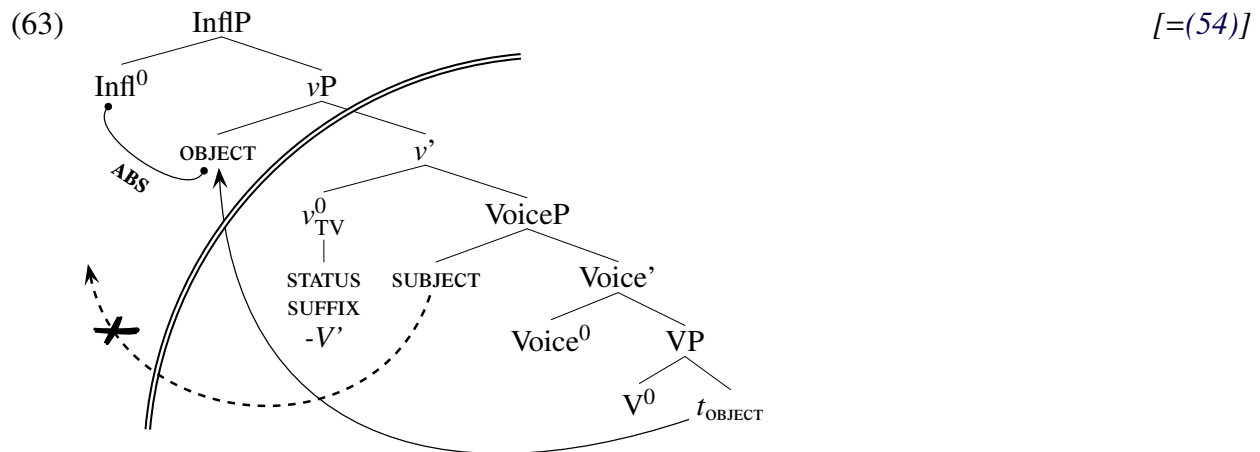 (63) InflP [=(54)]
Infl⁰ vP
OBJECT v’
ABS
v⁰TV VoiceP
STATUS SUBJECT Voice’
SUFFIX
-V’ Voice⁰ VP
V⁰ tOBJECT